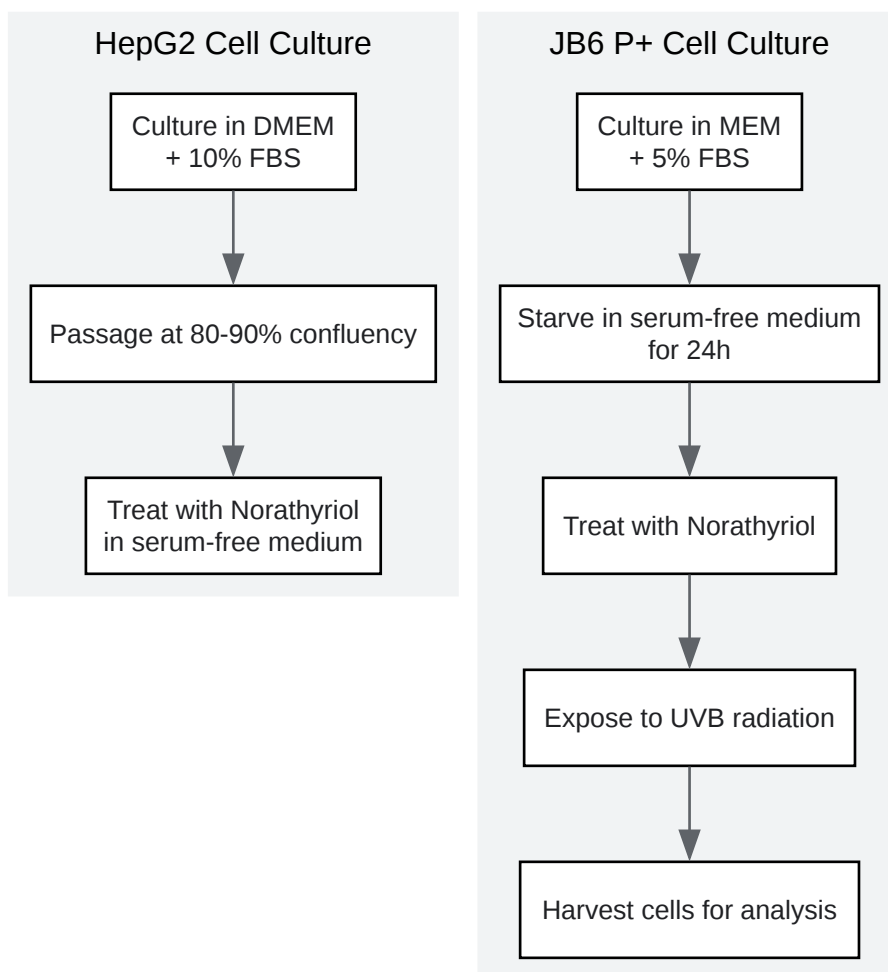 HepG2 Cell Culture
Culture in DMEM
+ 10% FBS
Passage at 80-90% confluency
Treat with Norathyriol
in serum-free medium
JB6 P+ Cell Culture
Culture in MEM
+ 5% FBS
Starve in serum-free medium
for 24h
Treat with Norathyriol
Expose to UVB radiation
Harvest cells for analysis